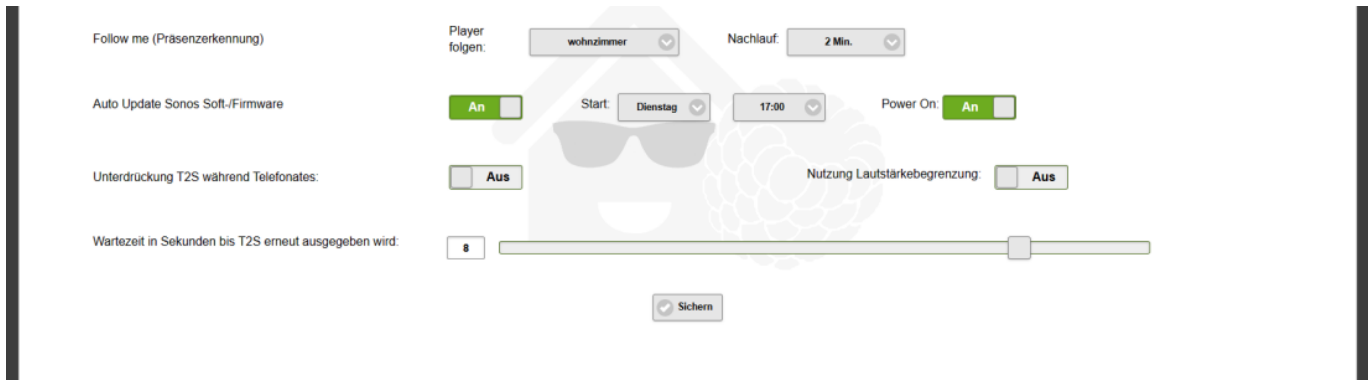 Follow me (Präsenzerkennung) Player folgen: wohnzimmer Nachlauf: 2 Min.
Auto Update Sonos Soft-/Firmware An Start: Dienstag 17:00 Power On: An
Unterdrückung T2S während Telefonates: Aus Nutzung Lautstärkebegrenzung: Aus
Wartezeit in Sekunden bis T2S erneut ausgegeben wird: 8
Sichern